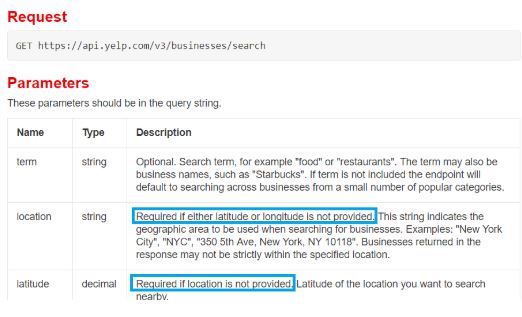 Request
GET https://api.yelp.com/v3/businesses/search
Parameters
These parameters should be in the query string.
Name Type Description
term string Optional. Search term, for example "food" or "restaurants". The term may also be
business names, such as "Starbucks". If term is not included the endpoint will
default to searching across businesses from a small number of popular categories.
location string Required if either latitude or longitude is not provided. This string indicates the
geographic area to be used when searching for businesses. Examples: "New York
City", "NYC", "350 5th Ave, New York, NY 10118". Businesses returned in the
response may not be strictly within the specified location.
latitude decimal Required if location is not provided. Latitude of the location you want to search
nearby.